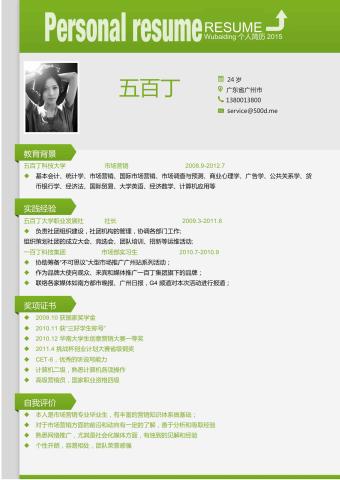 Personal resume RESUME
Wubaiding 个人简历 2015
五百丁
24 岁
广东省广州市
1380013800
service@500d.me
教育背景
五百丁科技大学 市场营销 2008.9-2012.7
基本会计、统计学、市场营销、国际市场营销、市场调查与预测、商业心理学、广告学、公共关系学、货
币银行学、经济法、国际贸易、大学英语、经济数学、计算机应用等
实践经验
五百丁大学职业发展社 社长 2009.3-2011.6
负责社团组织建设，社团机构的管理，协调各部门工作；
组织策划社团的成立大会、竞选会、团队培训、招新等运维活动；
一百丁科技集团 市场部实习生 2010.7-2010.9
协助筹备“不可思议”大型市场推广广州站系列活动；
作为品牌大使向观众、来宾和媒体推广一百丁集团旗下的品牌；
联络各家媒体如南方都市晚报、广州日报，G4 频道对本次活动进行报道；
奖项证书
2009.10 获国家奖学金
2010.11 获“三好学生称号”
2010.12 华南大学生创意营销大赛一等奖
2011.4 挑战杯创业计划大赛省级铜奖
CET-6，优秀的听说写能力
计算机二级，熟悉计算机各项操作
高级营销员，国家职业资格四级
自我评价
本人是市场营销专业毕业生，有丰富的营销知识体系做基础；
对于市场营销方面的前沿和动向有一定的了解，善于分析和吸取经验
熟悉网络推广，尤其是社会化媒体方面，有独到的见解和经验
个性开朗，容易相处，团队荣誉感强